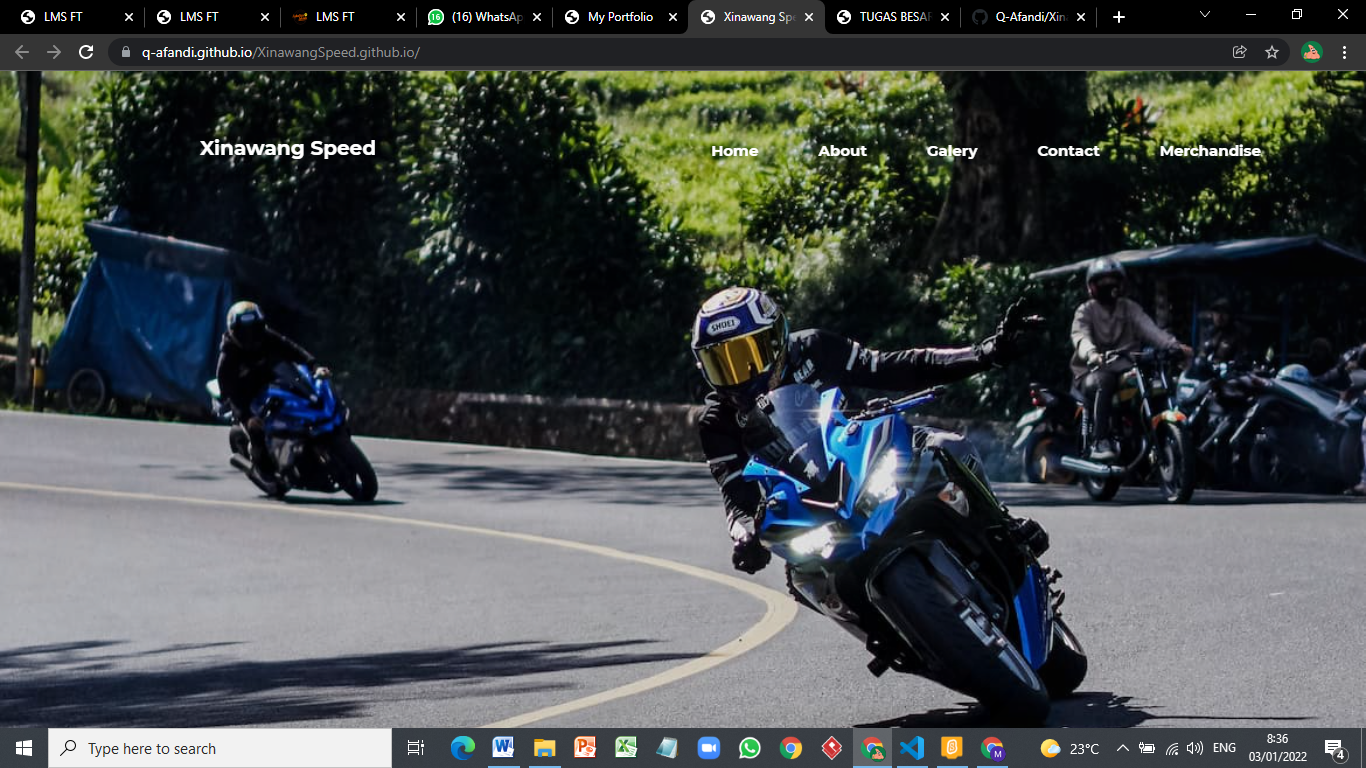 LMS FT
LMS FT
LMS FT
(16) WhatsAp
My Portfolio
Xinawang Spe
TUGAS BESAR
Q-Afandi/Xin
q-afandi.github.io/XinawangSpeed.github.io/
Xinawang Speed
Home
About
Galery
Contact
Merchandise
SHOEI
Type here to search
23°C
ENG
8:36
03/01/2022
4